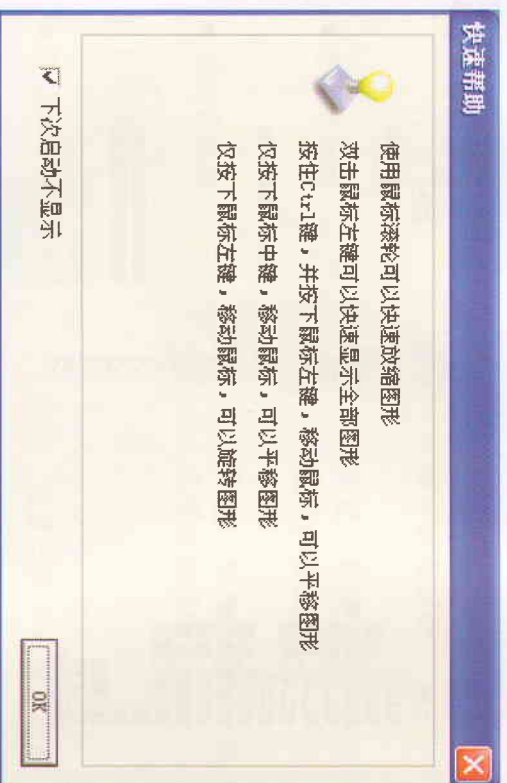 快速帮助
使用鼠标滚轮可以快速放缩图形
双击鼠标左键可以快速显示全部图形
按住Ctrl键，并按下鼠标左键，移动鼠标，可以平移图形
仅按下鼠标中键，移动鼠标，可以平移图形
仅按下鼠标左键，移动鼠标，可以旋转图形
下次启动不显示
OK